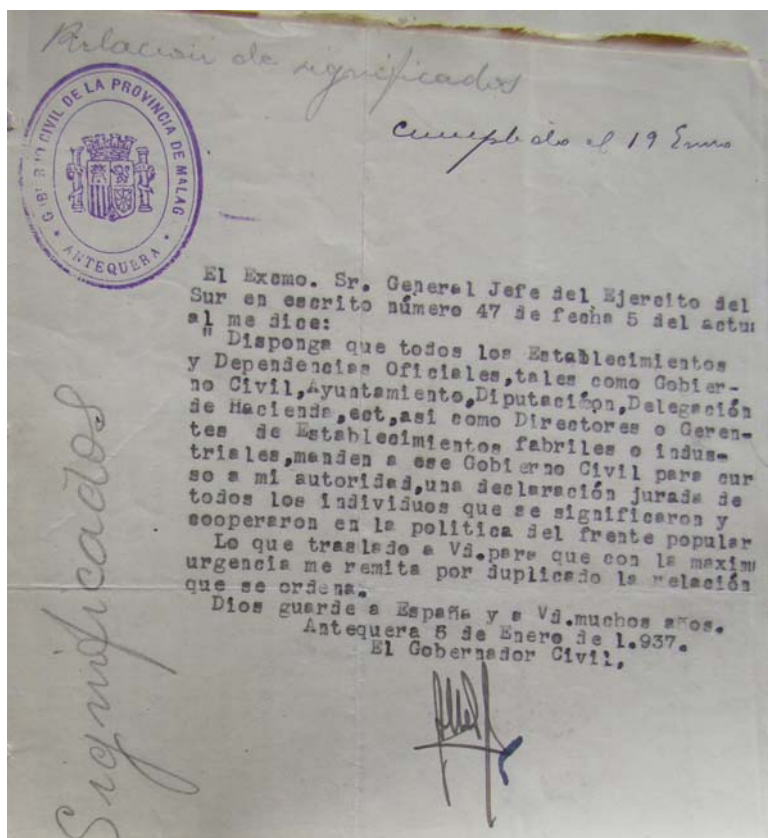 Relación de significados
cumplido el 19 Enero
GOBIERNO CIVIL DE LA PROVINCIA DE MALAG
* ANTEQUERA *
El Excmo. Sr. General Jefe del Ejercito del
Sur en escrito número 47 de fecha 5 del actu
al me dice:
" Disponga que todos los Establecimientos
y Dependencias Oficiales,tales como Gobier-
no Civil,Ayuntamiento,Diputación,Delegación
de Hacienda,ect,asi como Directores o Geren-
tes de Establecimientos fabriles o indus-
triales,manden a ese Gobierno Civil para cur
so a mi autoridad,una declaración jurada de
todos los individuos que se significaron y
cooperaron en la politica del frente popular
Lo que traslado a Vd.para que con la maxim
urgencia me remita por duplicado la relación
que se ordena.
Dios guarde a España y a Vd.muchos años.
Antequera 5 de Enero de 1.937.
El Gobernador Civil,
Significados